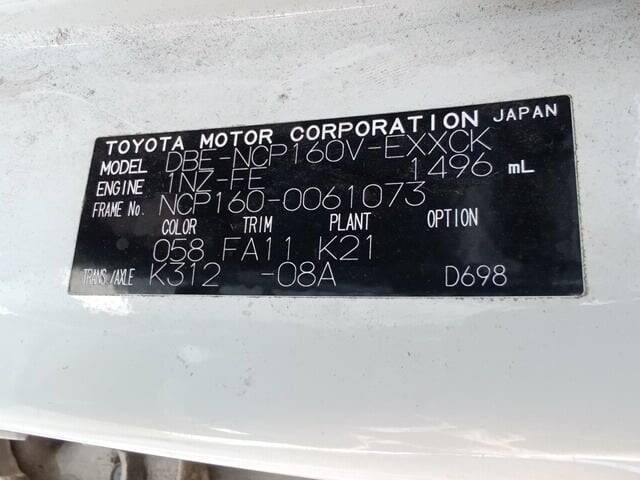 TOYOTA MOTOR CORPORATION JAPAN
MODEL DBE-NCP160V-EXXCK
ENGINE 1NZ-FE 1496 mL
FRAME No. NCP160-0061073
COLOR TRIM PLANT OPTION
058 FA11 K21
TRANS./AXLE K312 -08A D698